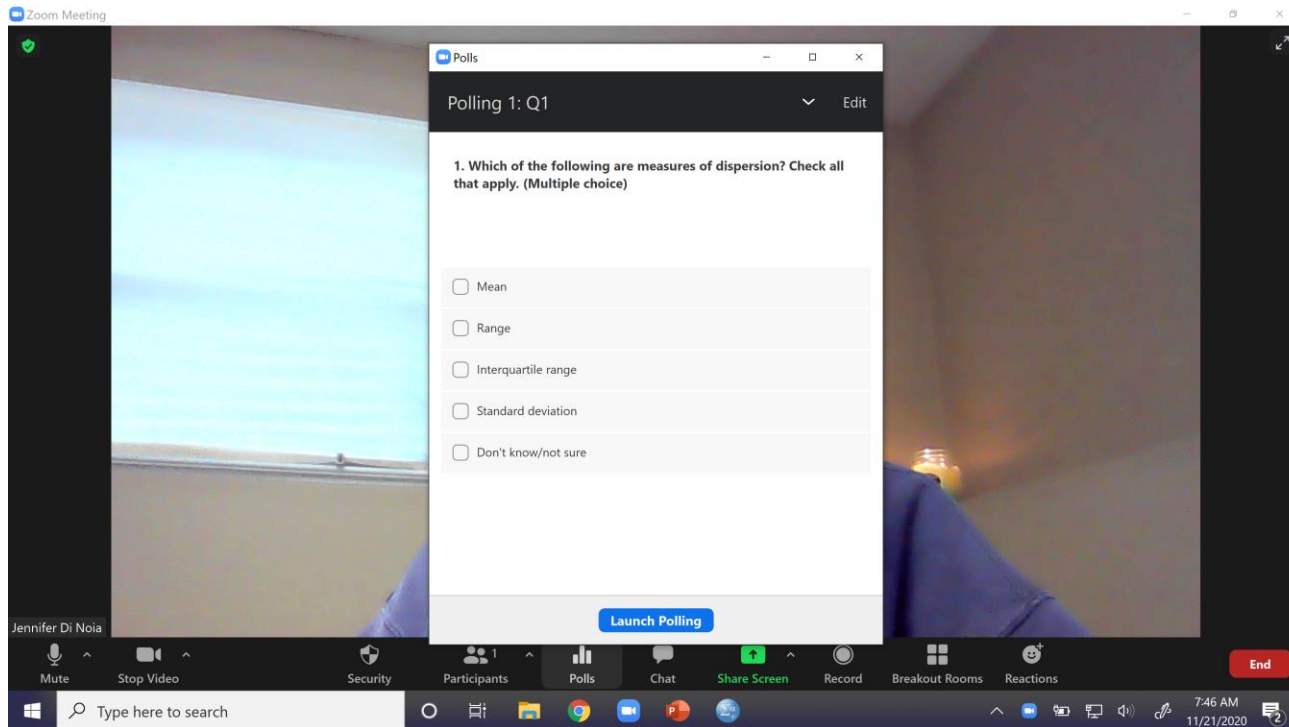 Zoom Meeting
Polls
Polling 1: Q1
Edit
1. Which of the following are measures of dispersion? Check all
that apply. (Multiple choice)
Mean
Range
Interquartile range
Standard deviation
Don't know/not sure
Launch Polling
Jennifer Di Noia
1
Mute
Stop Video
Security
Participants
Polls
Chat
Share Screen
Record
Breakout Rooms
Reactions
End
Type here to search
7:46 AM
11/21/2020
2